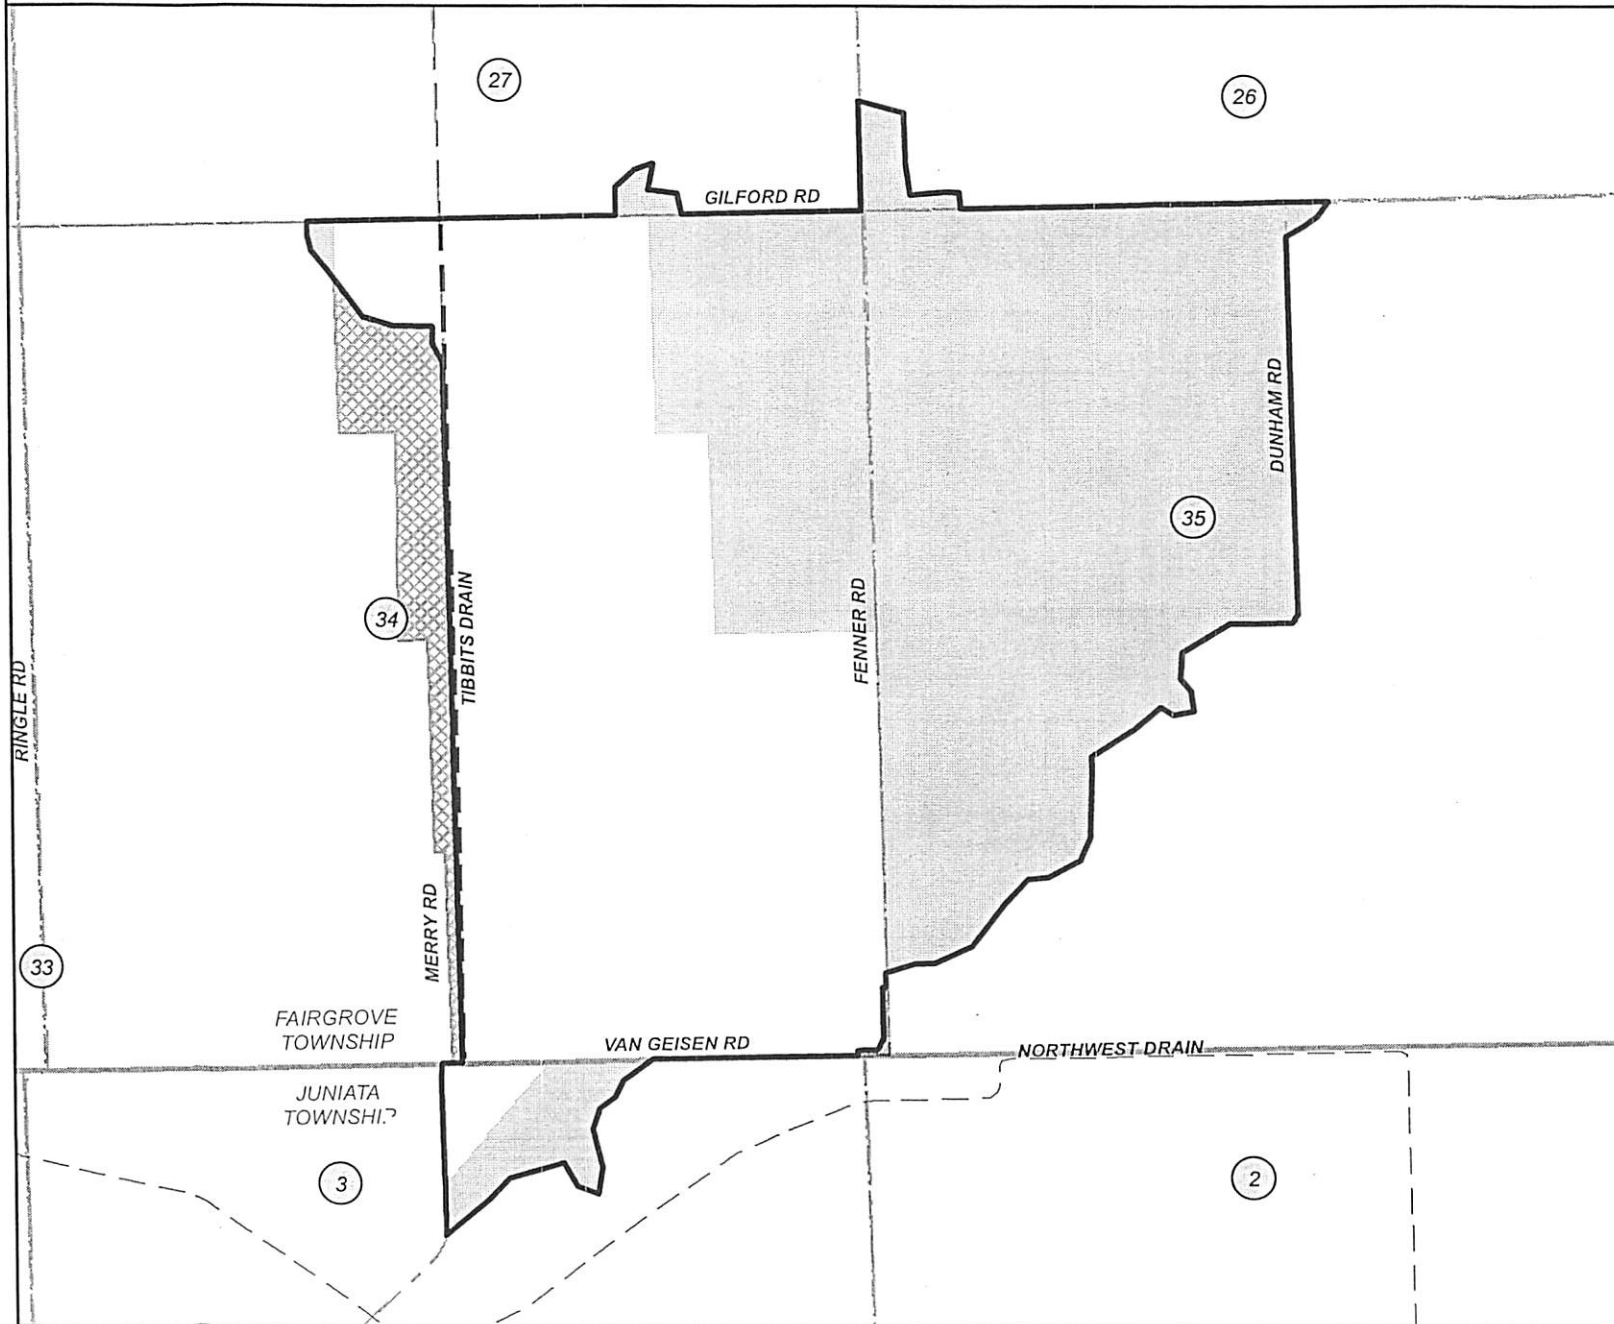 27
26
GILFORD RD
DUNHAM RD
35
34
TIBBITS DRAIN
FENNER RD
RINGLE RD
MERRY RD
33
FAIRGROVE
TOWNSHIP
VAN GEISEN RD
NORTHWEST DRAIN
JUNIATA
TOWNSHIP
3
2